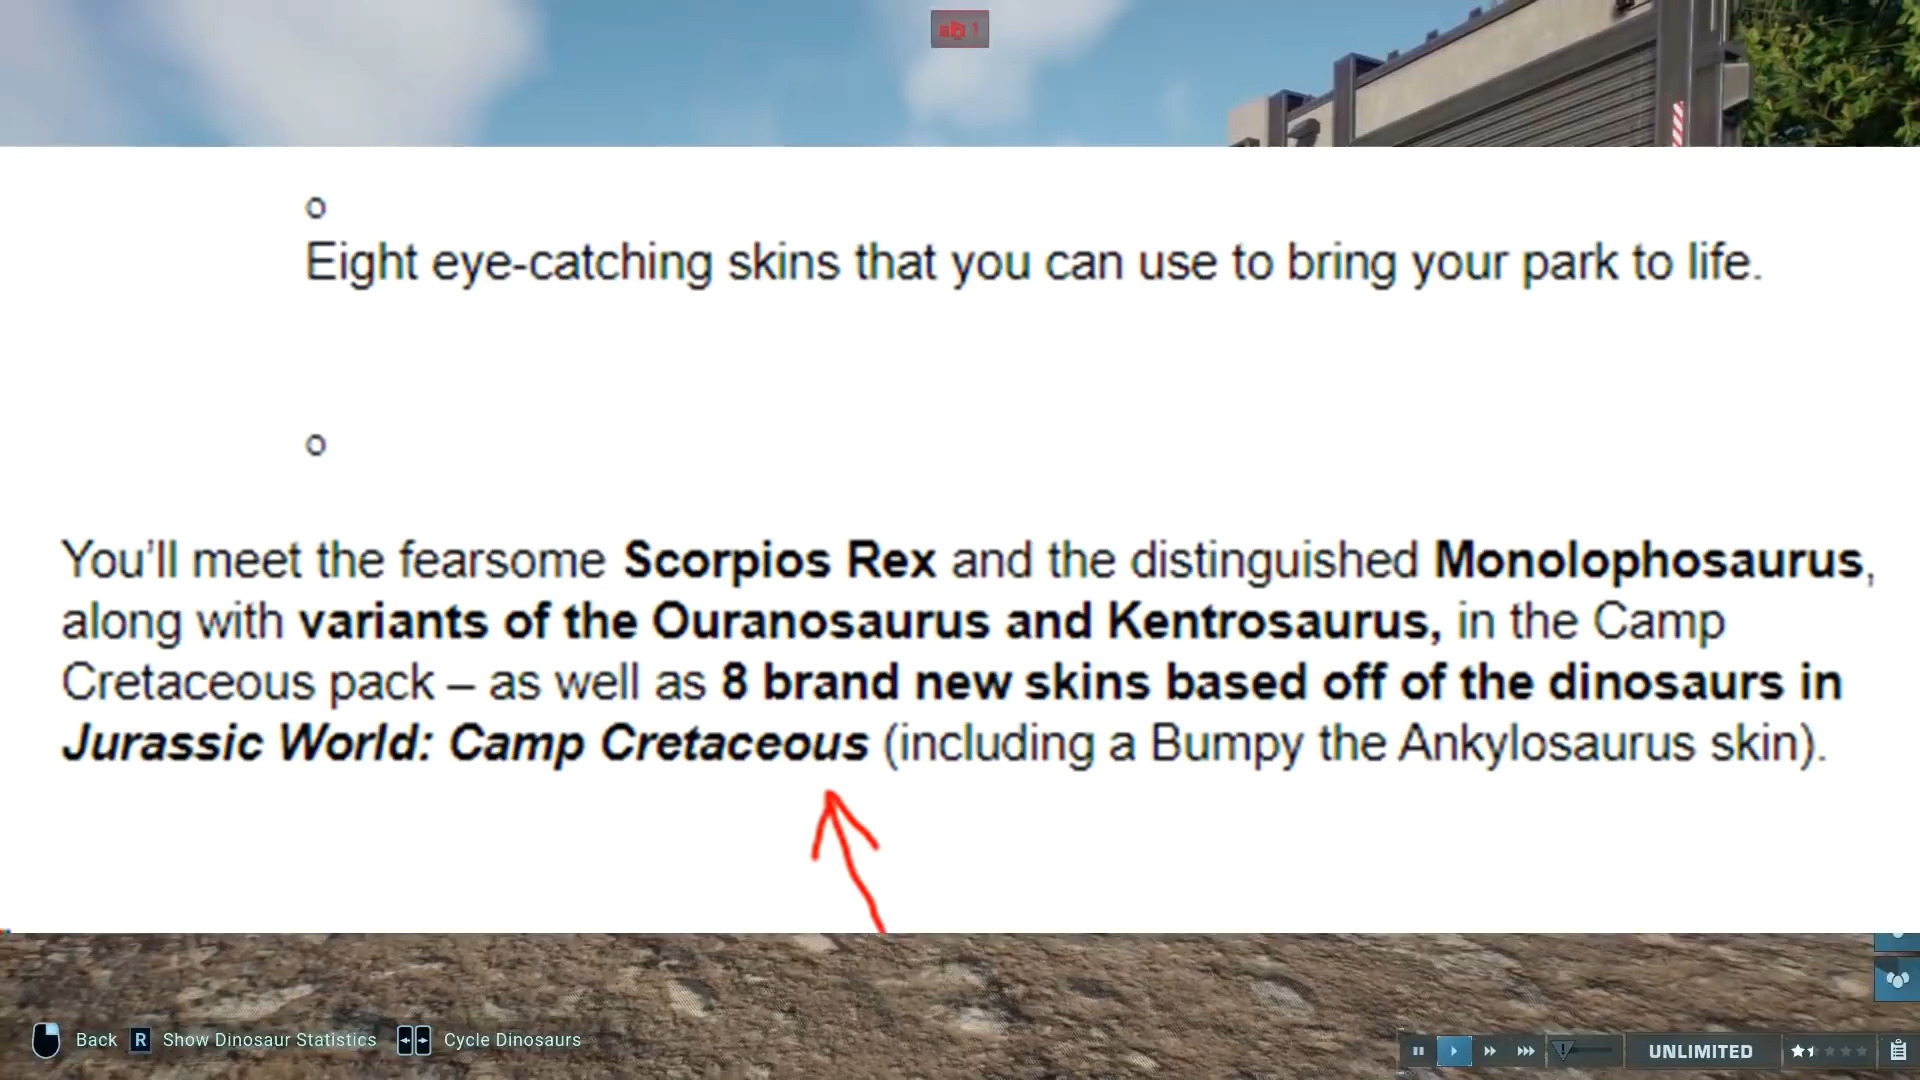 1
o
Eight eye-catching skins that you can use to bring your park to life.
o
You'll meet the fearsome Scorpios Rex and the distinguished Monolophosaurus,
along with variants of the Ouranosaurus and Kentrosaurus, in the Camp
Cretaceous pack – as well as 8 brand new skins based off of the dinosaurs in
Jurassic World: Camp Cretaceous (including a Bumpy the Ankylosaurus skin).
Back R Show Dinosaur Statistics Cycle Dinosaurs
UNLIMITED